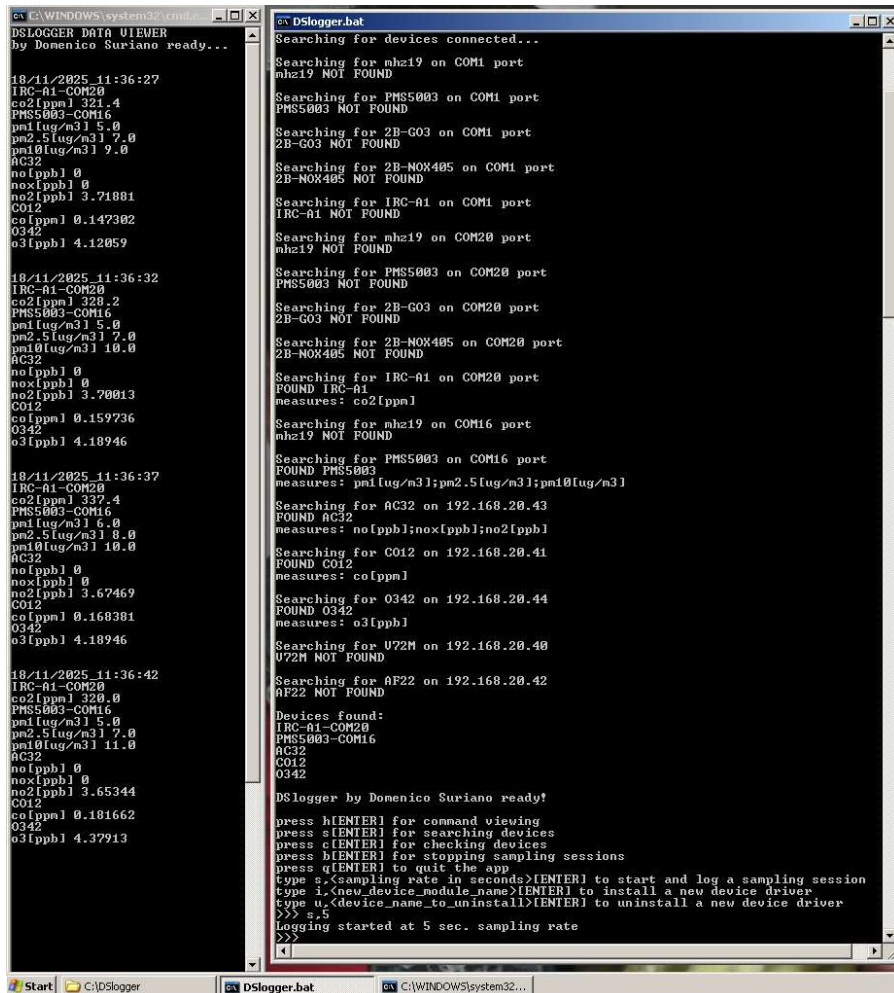 C:\WINDOWS\system32\cmd.e...
DSLOGGER DATA VIEWER
by Domenico Suriano ready...
18/11/2025_11:36:27
IRC-A1-COM20
co2[ppm] 321.4
PMS5003-COM16
pm1[ug/m3] 5.0
pm2.5[ug/m3] 7.0
pm10[ug/m3] 9.0
AC32
no[ppb] 0
nox[ppb] 0
no2[ppb] 3.71881
CO12
co[ppm] 0.147302
O342
o3[ppb] 4.12059
18/11/2025_11:36:32
IRC-A1-COM20
co2[ppm] 328.2
PMS5003-COM16
pm1[ug/m3] 5.0
pm2.5[ug/m3] 7.0
pm10[ug/m3] 10.0
AC32
no[ppb] 0
nox[ppb] 0
no2[ppb] 3.70013
CO12
co[ppm] 0.159736
O342
o3[ppb] 4.18946
18/11/2025_11:36:37
IRC-A1-COM20
co2[ppm] 337.4
PMS5003-COM16
pm1[ug/m3] 6.0
pm2.5[ug/m3] 8.0
pm10[ug/m3] 10.0
AC32
no[ppb] 0
nox[ppb] 0
no2[ppb] 3.67469
CO12
co[ppm] 0.168381
O342
o3[ppb] 4.18946
18/11/2025_11:36:42
IRC-A1-COM20
co2[ppm] 320.0
PMS5003-COM16
pm1[ug/m3] 5.0
pm2.5[ug/m3] 7.0
pm10[ug/m3] 11.0
AC32
no[ppb] 0
nox[ppb] 0
no2[ppb] 3.65344
CO12
co[ppm] 0.181662
O342
o3[ppb] 4.37913
DSlogger.bat
Searching for devices connected...
Searching for mhz19 on COM1 port
mhz19 NOT FOUND
Searching for PMS5003 on COM1 port
PMS5003 NOT FOUND
Searching for 2B-GO3 on COM1 port
2B-GO3 NOT FOUND
Searching for 2B-NOX405 on COM1 port
2B-NOX405 NOT FOUND
Searching for IRC-A1 on COM1 port
IRC-A1 NOT FOUND
Searching for mhz19 on COM20 port
mhz19 NOT FOUND
Searching for PMS5003 on COM20 port
PMS5003 NOT FOUND
Searching for 2B-GO3 on COM20 port
2B-GO3 NOT FOUND
Searching for 2B-NOX405 on COM20 port
2B-NOX405 NOT FOUND
Searching for IRC-A1 on COM20 port
FOUND IRC-A1
measures: co2[ppm]
Searching for mhz19 on COM16 port
mhz19 NOT FOUND
Searching for PMS5003 on COM16 port
FOUND PMS5003
measures: pm1[ug/m3];pm2.5[ug/m3];pm10[ug/m3]
Searching for AC32 on 192.168.20.43
FOUND AC32
measures: no[ppb];nox[ppb];no2[ppb]
Searching for CO12 on 192.168.20.41
FOUND CO12
measures: co[ppm]
Searching for O342 on 192.168.20.44
FOUND O342
measures: o3[ppb]
Searching for V72M on 192.168.20.40
V72M NOT FOUND
Searching for AF22 on 192.168.20.42
AF22 NOT FOUND
Devices found:
IRC-A1-COM20
PMS5003-COM16
AC32
CO12
O342
DSlogger by Domenico Suriano ready!
press h[ENTER] for command viewing
press s[ENTER] for searching devices
press c[ENTER] for checking devices
press b[ENTER] for stopping sampling sessions
press q[ENTER] to quit the app
type s,<sampling rate in seconds>[ENTER] to start and log a sampling session
type i,<new_device_module_name>[ENTER] to install a new device driver
type u,<device_name_to_uninstall>[ENTER] to uninstall a new device driver
>>> s,5
Logging started at 5 sec. sampling rate
>>>
Start
C:\DSlogger
DSlogger.bat
C:\WINDOWS\system32...